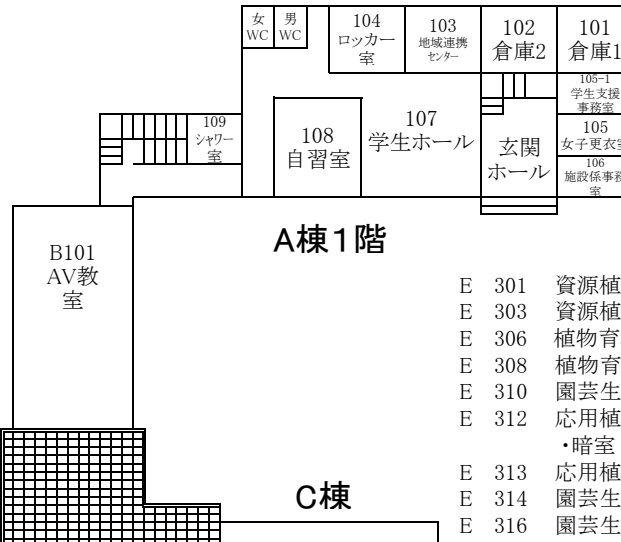 女
WC
男
WC
104
ロッカー
室
103
地域連携
センター
102
倉庫2
101
倉庫1
105-1
学生支援
事務室
109
シャワー
室
108
自習室
107
学生ホール
玄関
ホール
105
女子更衣室
106
施設係事務
室
A棟1階
B101
AV教
室
E 301 資源植
E 303 資源植
E 306 植物育
E 308 植物育
E 310 園芸生
E 312 応用植
・暗室
E 313 応用植
E 314 園芸生
E 316 園芸生
C棟